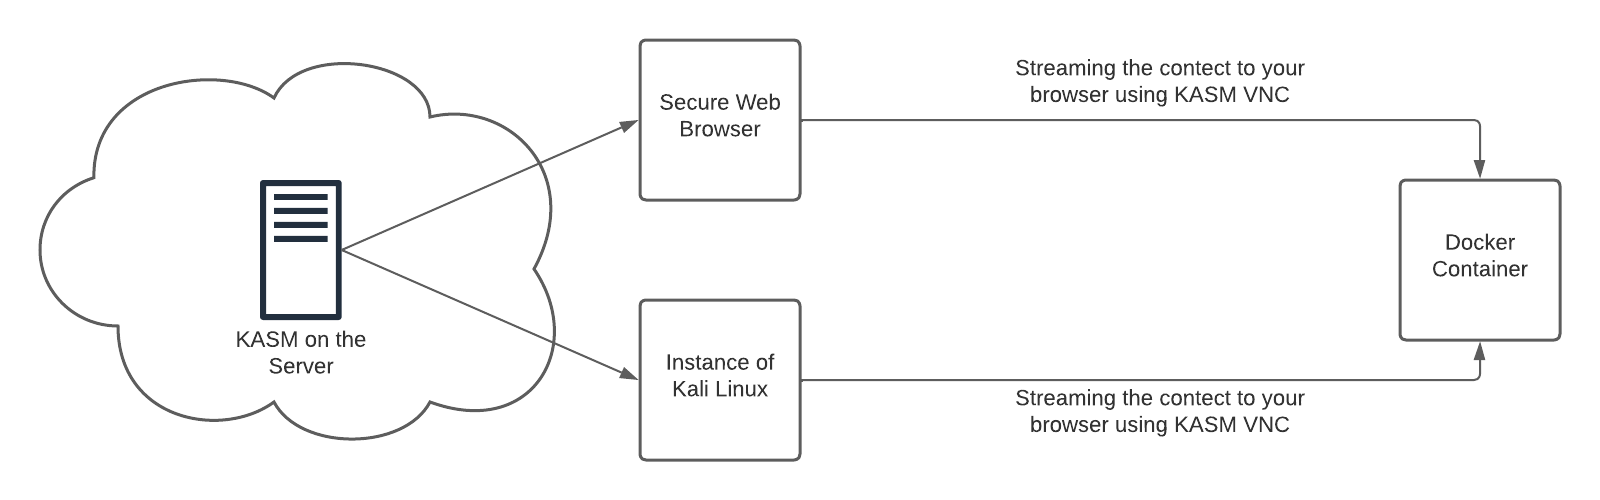 KASM on the
Server
Secure Web
Browser
Instance of
Kali Linux
Streaming the contect to your
browser using KASM VNC
Streaming the contect to your
browser using KASM VNC
Docker
Container